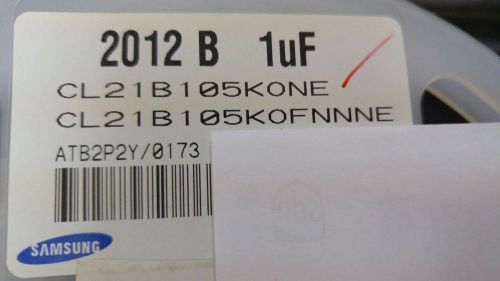 2012 B 1uF
CL21B105KONE
CL21B105KOFNNNE
ATB2P2Y/0173
SAMSUNG